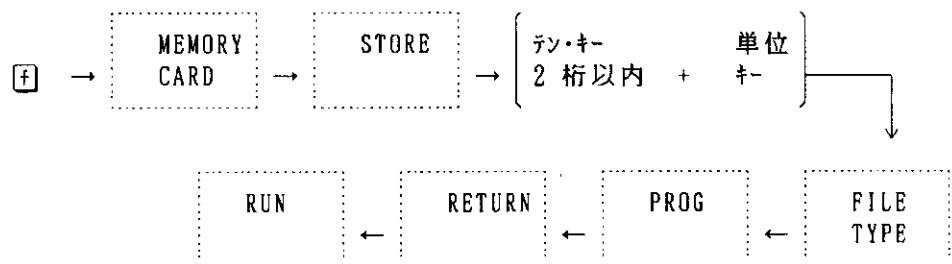 f → MEMORY CARD → STORE → テン・キー 2 桁以内 + 単位 キー
RUN ← RETURN ← PROG ← FILE TYPE